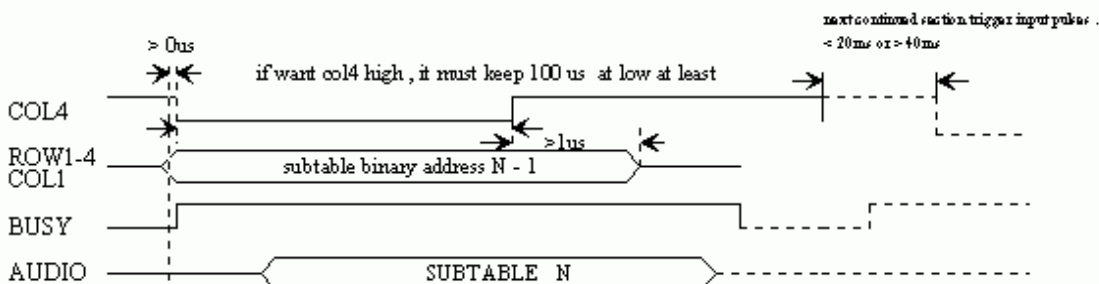 next continued section trigger input pulses .
< 20ms or > 40ms
> 0us
if want col4 high , it must keep 100 us at low at least
COL4
>1us
ROW1-4
COL1
subtable binary address N - 1
BUSY
AUDIO
SUBTABLE N